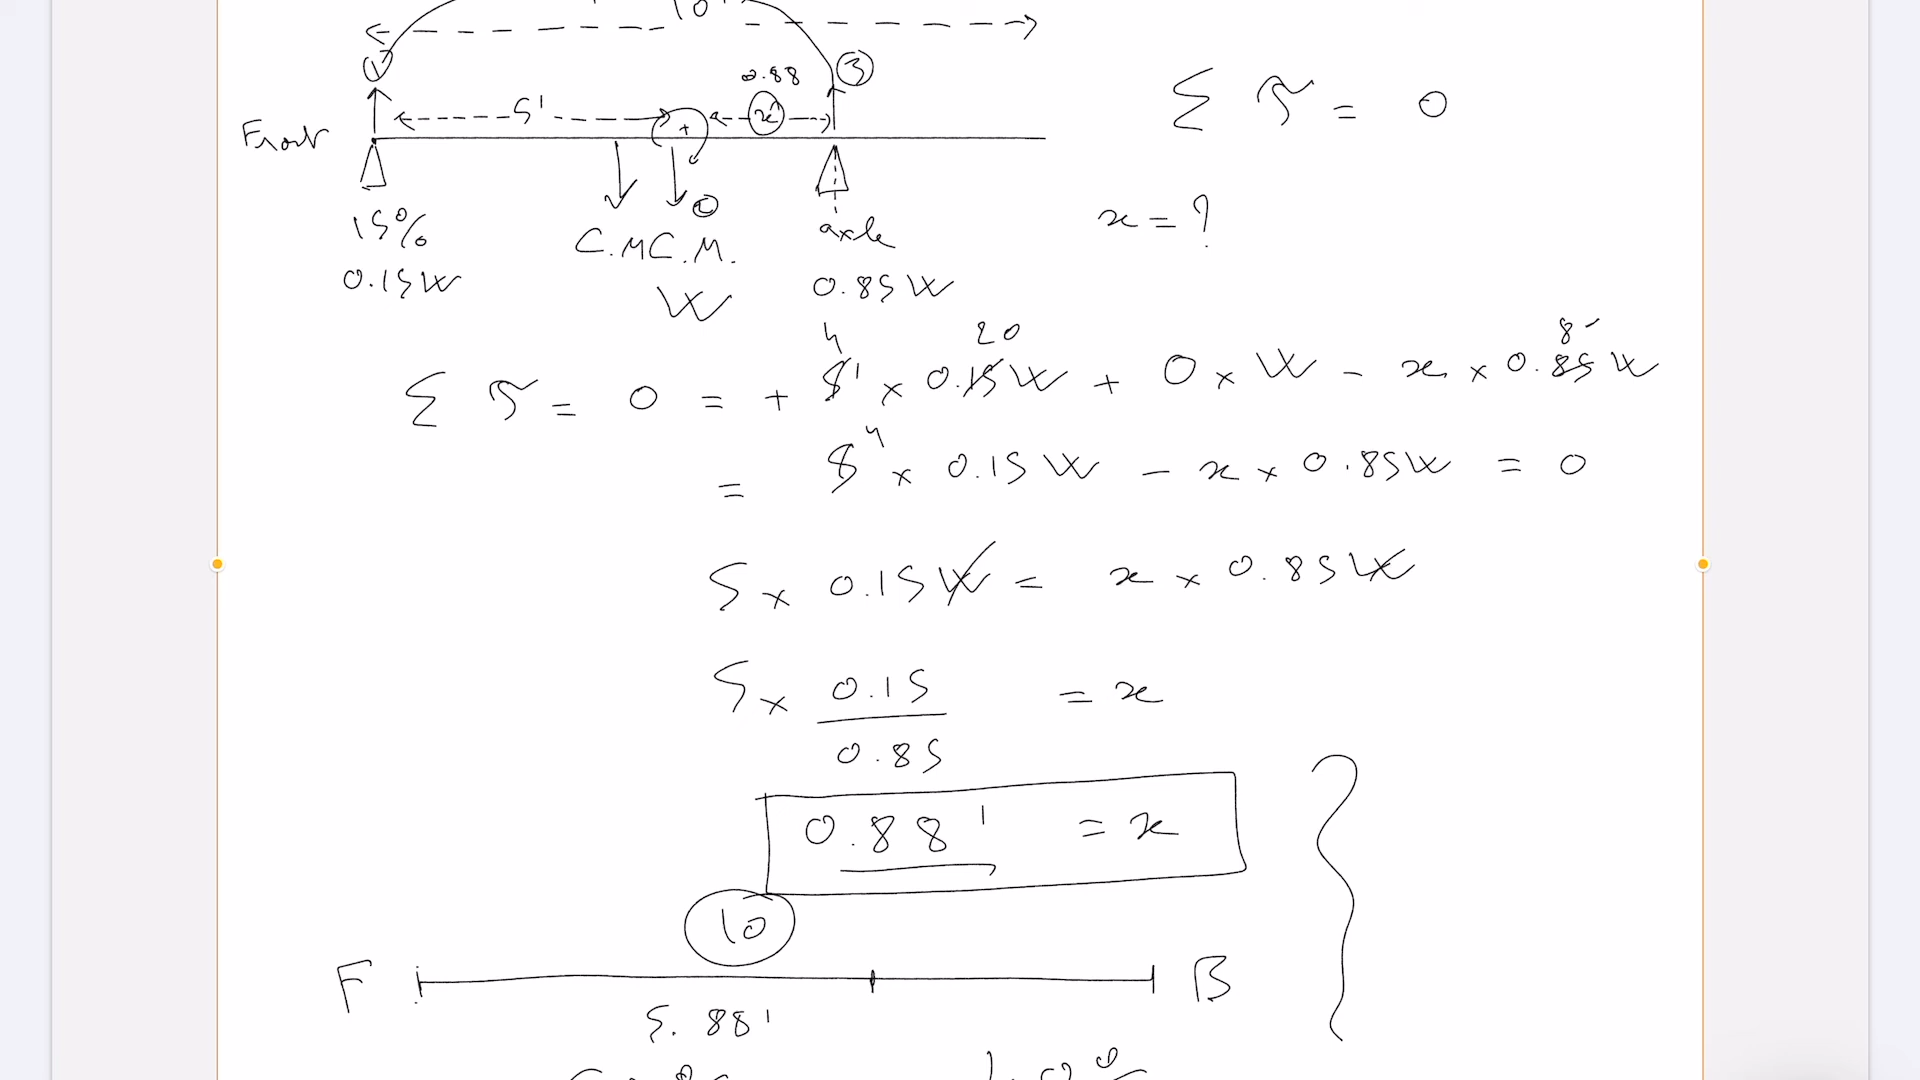 10'
① 0.88 ③
5' x'
+
Front
②
15% C.M C.M. axle
0.15W W 0.85W
Σ τ = 0
x = ?
4 20 8
Σ τ = 0 = + 5' × 0.15W + 0 × W - x × 0.85W
4
= 5 × 0.15W - x × 0.85W = 0
5 × 0.15W = x × 0.85W
5 × 0.15 = x
0.85
0.88' = x
10
F B
5.88'